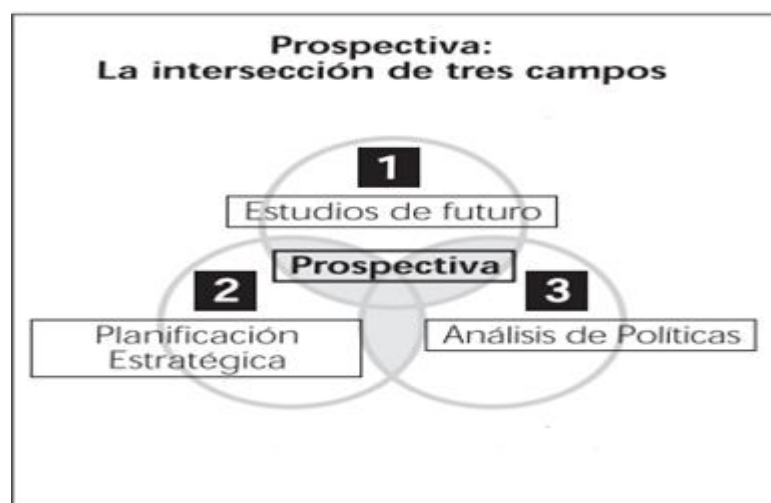 Prospectiva:
La intersección de tres campos
1
Estudios de futuro
Prospectiva
2
3
Planificación
Estratégica
Análisis de Políticas